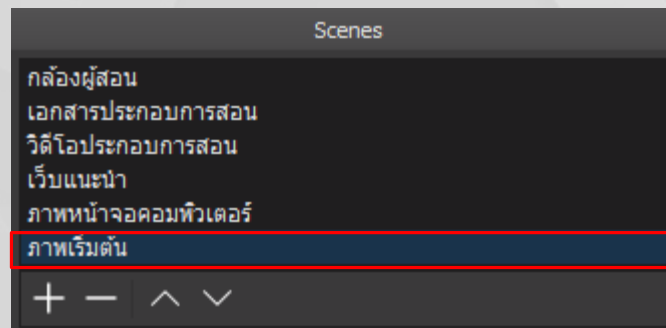 Scenes
กล้องผู้สอน
เอกสารประกอบการสอน
วิดีโอประกอบการสอน
เว็บแนะนำ
ภาพหน้าจอคอมพิวเตอร์
ภาพเริ่มต้น